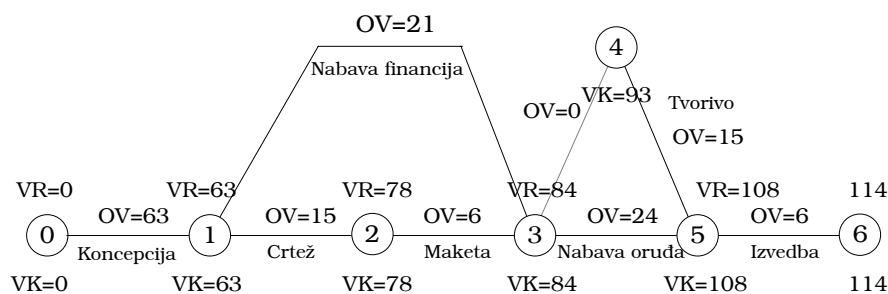 OV=21
4
Nabava financija
OV=0
VK=93
Tvorivo
OV=15
VR=0
VR=63
VR=78
VR=84
VR=108
114
OV=63
OV=15
OV=6
OV=24
OV=6
0
1
2
3
5
6
Koncepcija
Crtež
Maketa
Nabava oruđa
Izvedba
VK=0
VK=63
VK=78
VK=84
VK=108
114